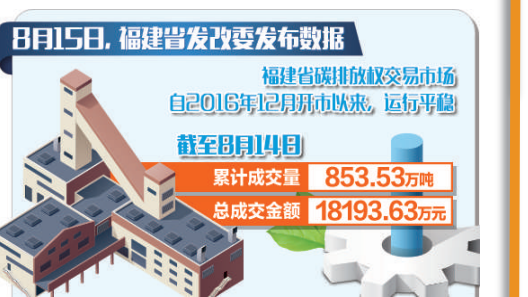 8月15日，福建省发改委发布数据
福建省碳排放权交易市场
自2016年12月开市以来，运行平稳
截至8月14日
累计成交量 853.53万吨
总成交金额 18193.63万元